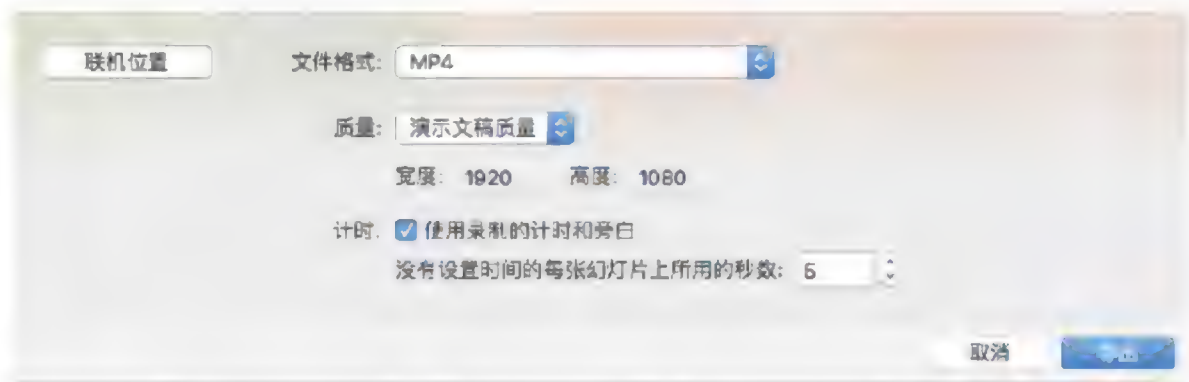 联机位置 文件格式: MP4
质量: 演示文稿质量
宽度: 1920 高度: 1080
计时: 使用录制的计时和旁白
没有设置时间的每张幻灯片上所用的秒数:
取消